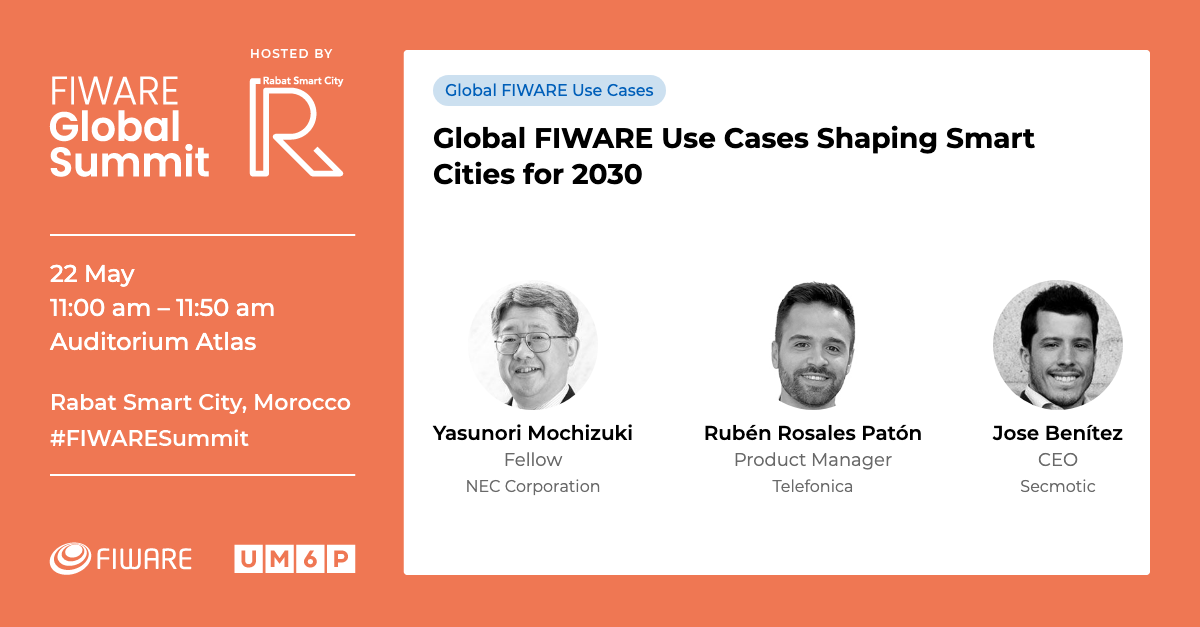 HOSTED BY
FIWARE
Global
Summit
Rabat Smart City
R
22 May
11:00 am – 11:50 am
Auditorium Atlas
Rabat Smart City, Morocco
#FIWARESummit
FIWARE
UM6P
Global FIWARE Use Cases
Global FIWARE Use Cases Shaping Smart
Cities for 2030
Yasunori Mochizuki
Fellow
NEC Corporation
Rubén Rosales Patón
Product Manager
Telefonica
Jose Benítez
CEO
Secmotic